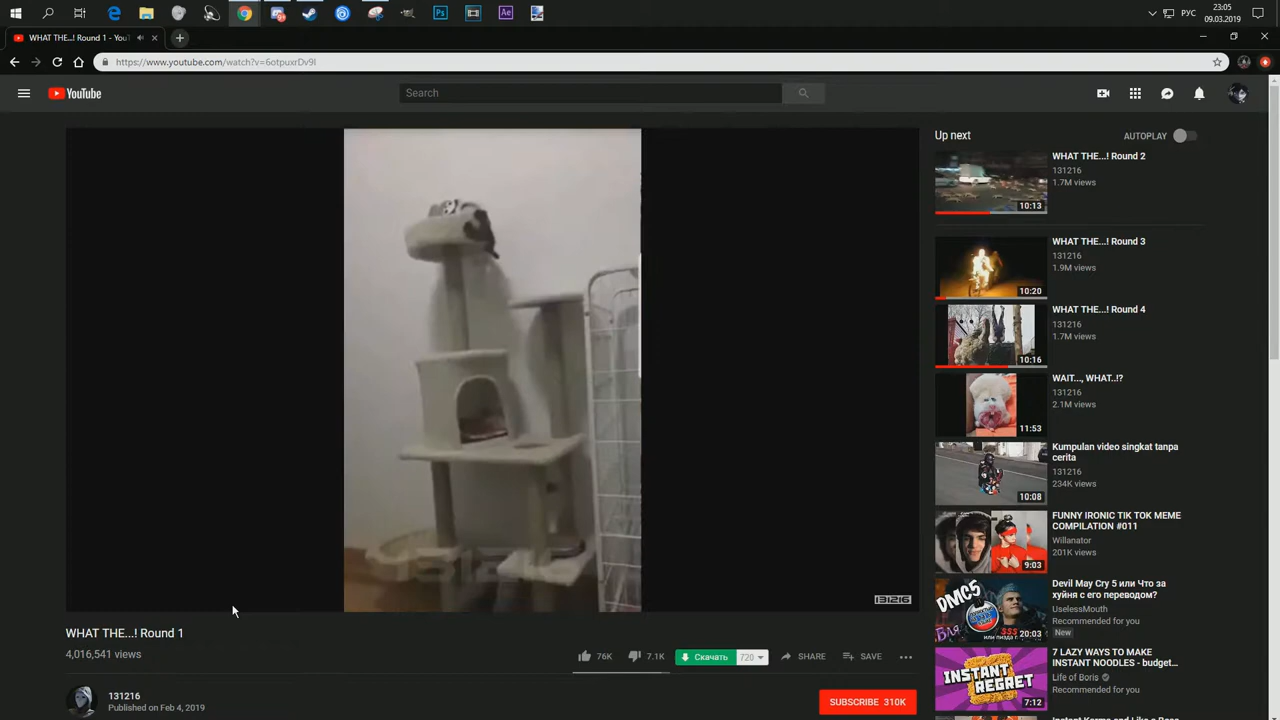 Ps
Ae
РУС
23:05
09.03.2019
WHAT THE...! Round 1 - You
https://www.youtube.com/watch?v=6otpuxrDv9I
YouTube
Search
131216
131216
WHAT THE...! Round 1
4,016,541 views
76K
7.1K
Скачать
720
SHARE
SAVE
131216
Published on Feb 4, 2019
SUBSCRIBE 310K
Up next
AUTOPLAY
WHAT THE...! Round 2
131216
1.7M views
10:13
WHAT THE...! Round 3
131216
1.9M views
10:20
WHAT THE...! Round 4
131216
1.7M views
10:16
WAIT..., WHAT..!?
131216
2.1M views
11:53
Kumpulan video singkat tanpa
cerita
131216
234K views
10:08
FUNNY IRONIC TIK TOK MEME
COMPILATION #011
Willanator
201K views
9:03
Devil May Cry 5 или Что за
хуйня с его переводом?
UselessMouth
Recommended for you
New
DMC5
20:03
7 LAZY WAYS TO MAKE
INSTANT NOODLES - budget...
Life of Boris
Recommended for you
INSTANT
REGRET
7:12